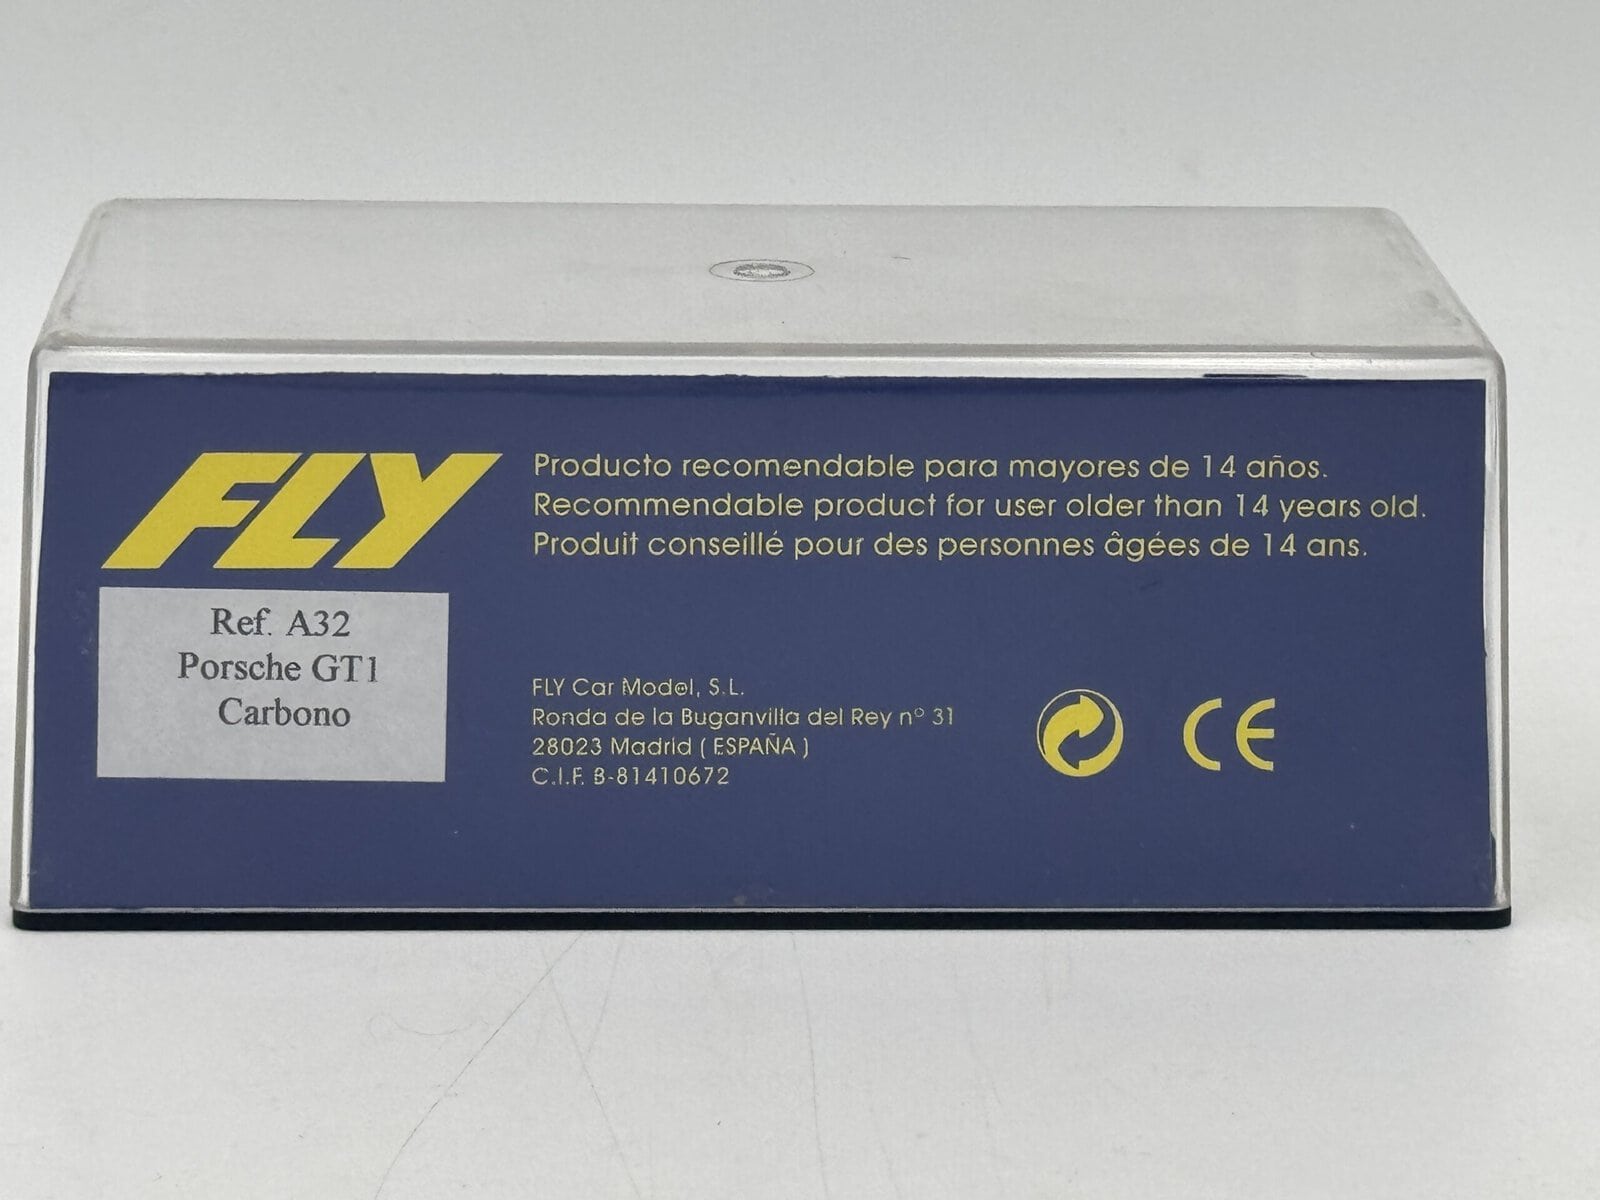 FLY
Producto recomendable para mayores de 14 años.
Recommendable product for user older than 14 years old.
Produit conseillé pour des personnes âgées de 14 ans.
Ref. A32
Porsche GT1
Carbono
FLY Car Model, S.L.
Ronda de la Buganvilla del Rey nº 31
28023 Madrid ( ESPAÑA )
C.I.F. B-81410672
CE